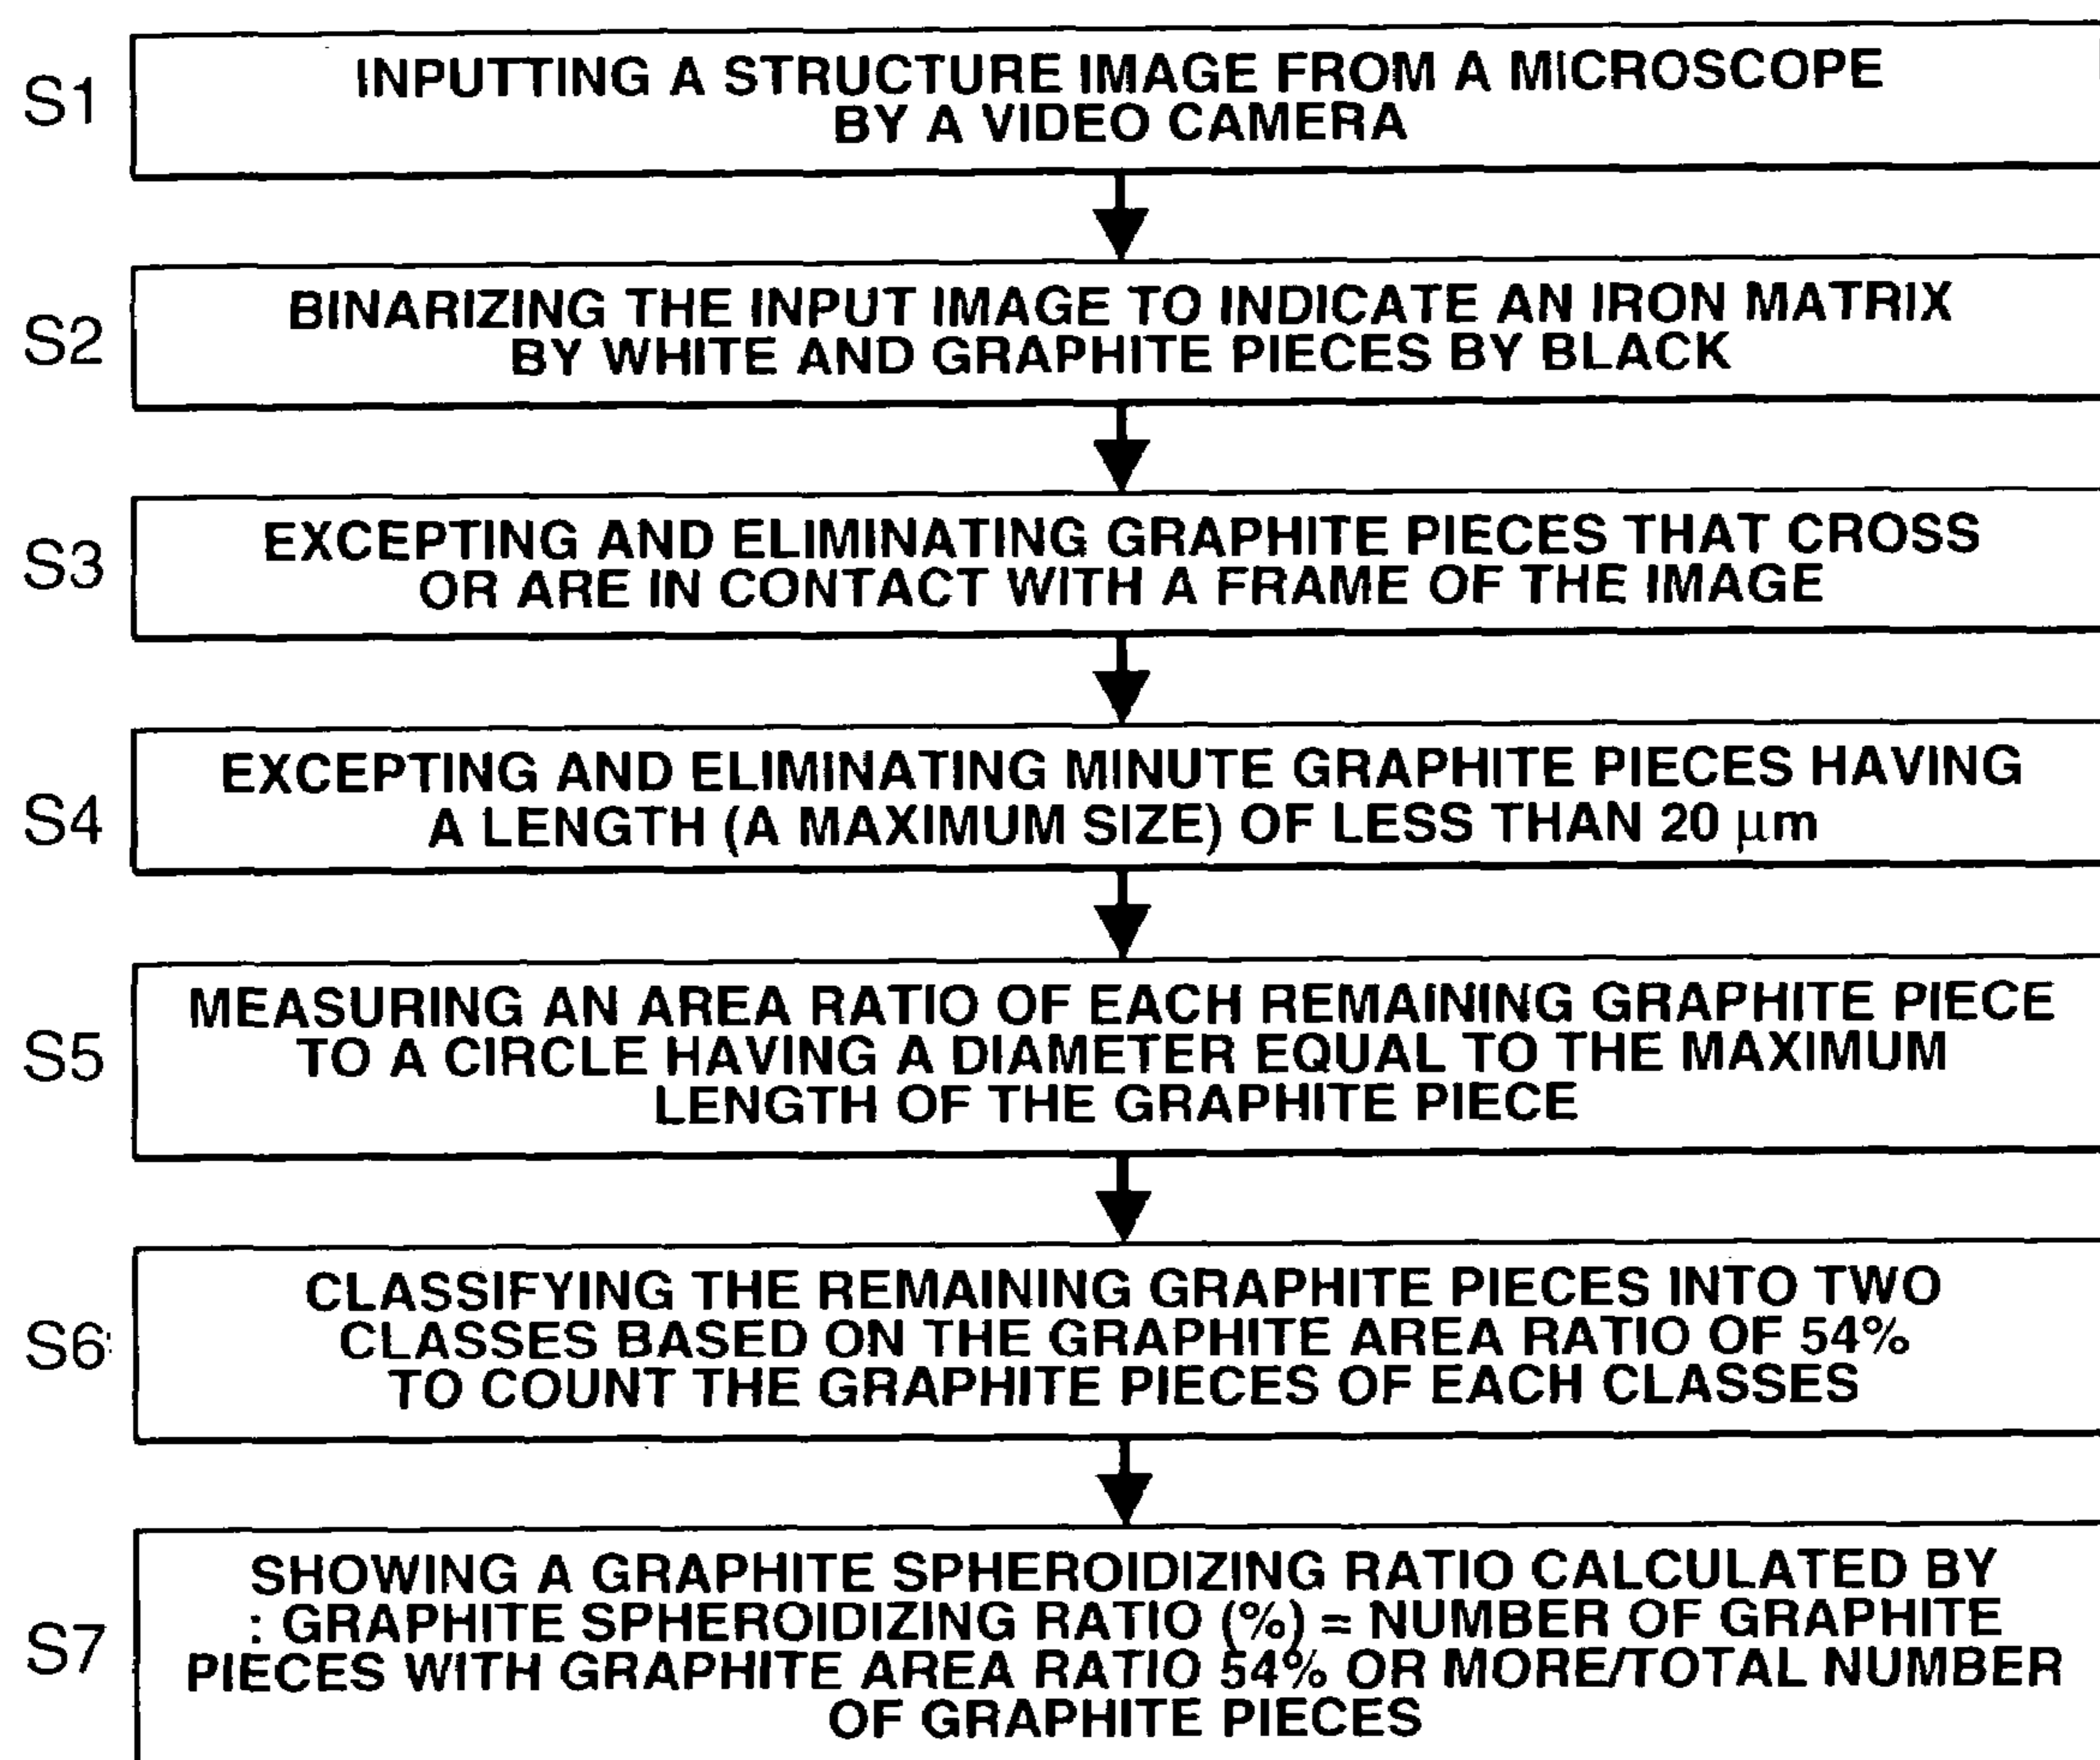 S1
INPUTTING A STRUCTURE IMAGE FROM A MICROSCOPE
BY A VIDEO CAMERA
S2
BINARIZING THE INPUT IMAGE TO INDICATE AN IRON MATRIX
BY WHITE AND GRAPHITE PIECES BY BLACK
S3
EXCEPTING AND ELIMINATING GRAPHITE PIECES THAT CROSS
OR ARE IN CONTACT WITH A FRAME OF THE IMAGE
S4
EXCEPTING AND ELIMINATING MINUTE GRAPHITE PIECES HAVING
A LENGTH (A MAXIMUM SIZE) OF LESS THAN 20 μm
S5
MEASURING AN AREA RATIO OF EACH REMAINING GRAPHITE PIECE
TO A CIRCLE HAVING A DIAMETER EQUAL TO THE MAXIMUM
LENGTH OF THE GRAPHITE PIECE
S6
CLASSIFYING THE REMAINING GRAPHITE PIECES INTO TWO
CLASSES BASED ON THE GRAPHITE AREA RATIO OF 54%
TO COUNT THE GRAPHITE PIECES OF EACH CLASSES
S7
SHOWING A GRAPHITE SPHEROIDIZING RATIO CALCULATED BY
: GRAPHITE SPHEROIDIZING RATIO (%) = NUMBER OF GRAPHITE
PIECES WITH GRAPHITE AREA RATIO 54% OR MORE/TOTAL NUMBER
OF GRAPHITE PIECES